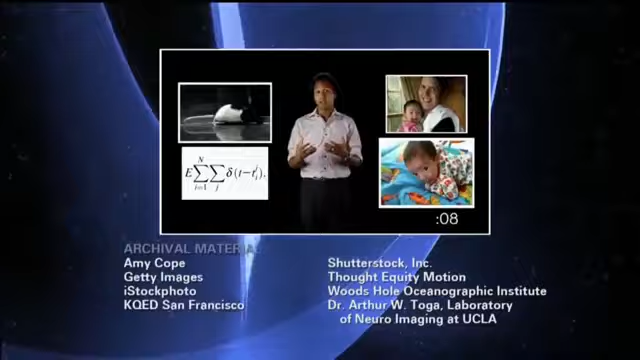 E∑∑δ(t−tᵢʲ),
N
i=1 j
:08
ARCHIVAL MATERIAL
Amy Cope
Getty Images
iStockphoto
KQED San Francisco
Shutterstock, Inc.
Thought Equity Motion
Woods Hole Oceanographic Institute
Dr. Arthur W. Toga, Laboratory
of Neuro Imaging at UCLA